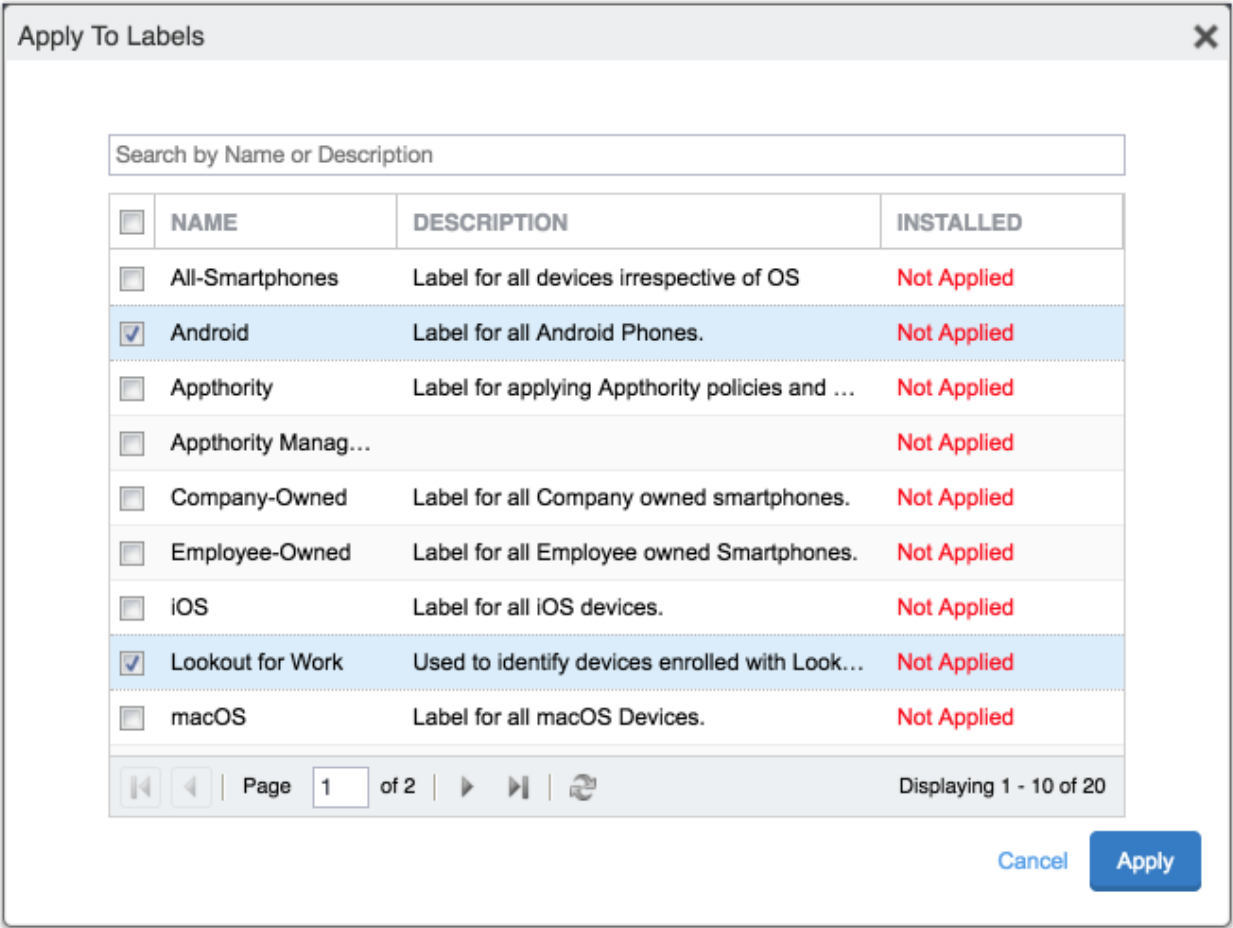 Apply To Labels
Search by Name or Description
NAME DESCRIPTION INSTALLED
All-Smartphones Label for all devices irrespective of OS Not Applied
Android Label for all Android Phones. Not Applied
Appthority Label for applying Appthority policies and ... Not Applied
Appthority Manag... Not Applied
Company-Owned Label for all Company owned smartphones. Not Applied
Employee-Owned Label for all Employee owned Smartphones. Not Applied
iOS Label for all iOS devices. Not Applied
Lookout for Work Used to identify devices enrolled with Look... Not Applied
macOS Label for all macOS Devices. Not Applied
Page 1 of 2 Displaying 1 - 10 of 20
Cancel Apply